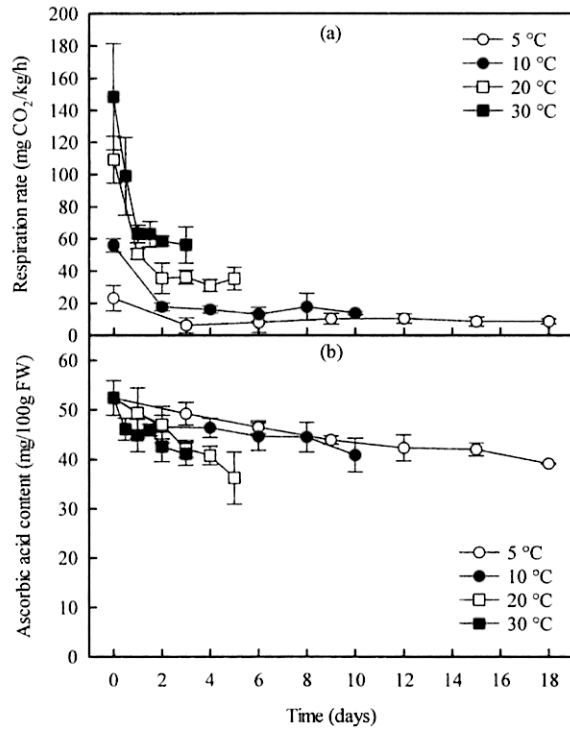 (a)
5 °C
10 °C
20 °C
30 °C
Respiration rate (mg CO₂/kg/h)
200
180
160
140
120
100
80
60
40
20
0
(b)
5 °C
10 °C
20 °C
30 °C
Ascorbic acid content (mg/100g FW)
60
50
40
30
20
10
0
0 2 4 6 8 10 12 14 16 18
Time (days)